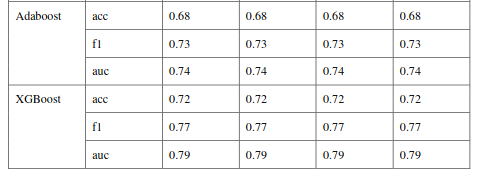 Adaboost acc 0.68 0.68 0.68 0.68
f1 0.73 0.73 0.73 0.73
auc 0.74 0.74 0.74 0.74
XGBoost acc 0.72 0.72 0.72 0.72
f1 0.77 0.77 0.77 0.77
auc 0.79 0.79 0.79 0.79